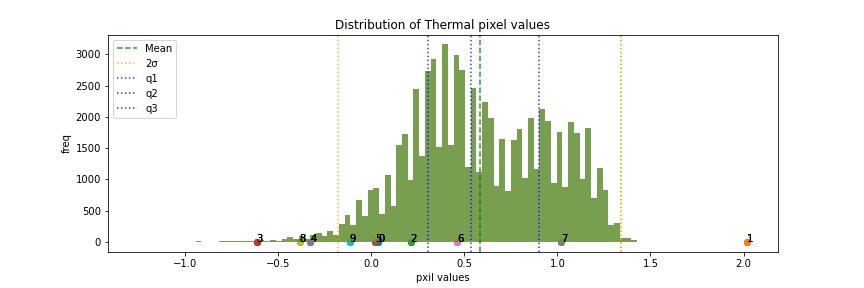 Distribution of Thermal pixel values
3000
2500
2000
1500
1000
500
0
freq
Mean
2σ
q1
q2
q3
3 8 4 9 5 0 2 6 7 1
−1.0 −0.5 0.0 0.5 1.0 1.5 2.0
pxil values